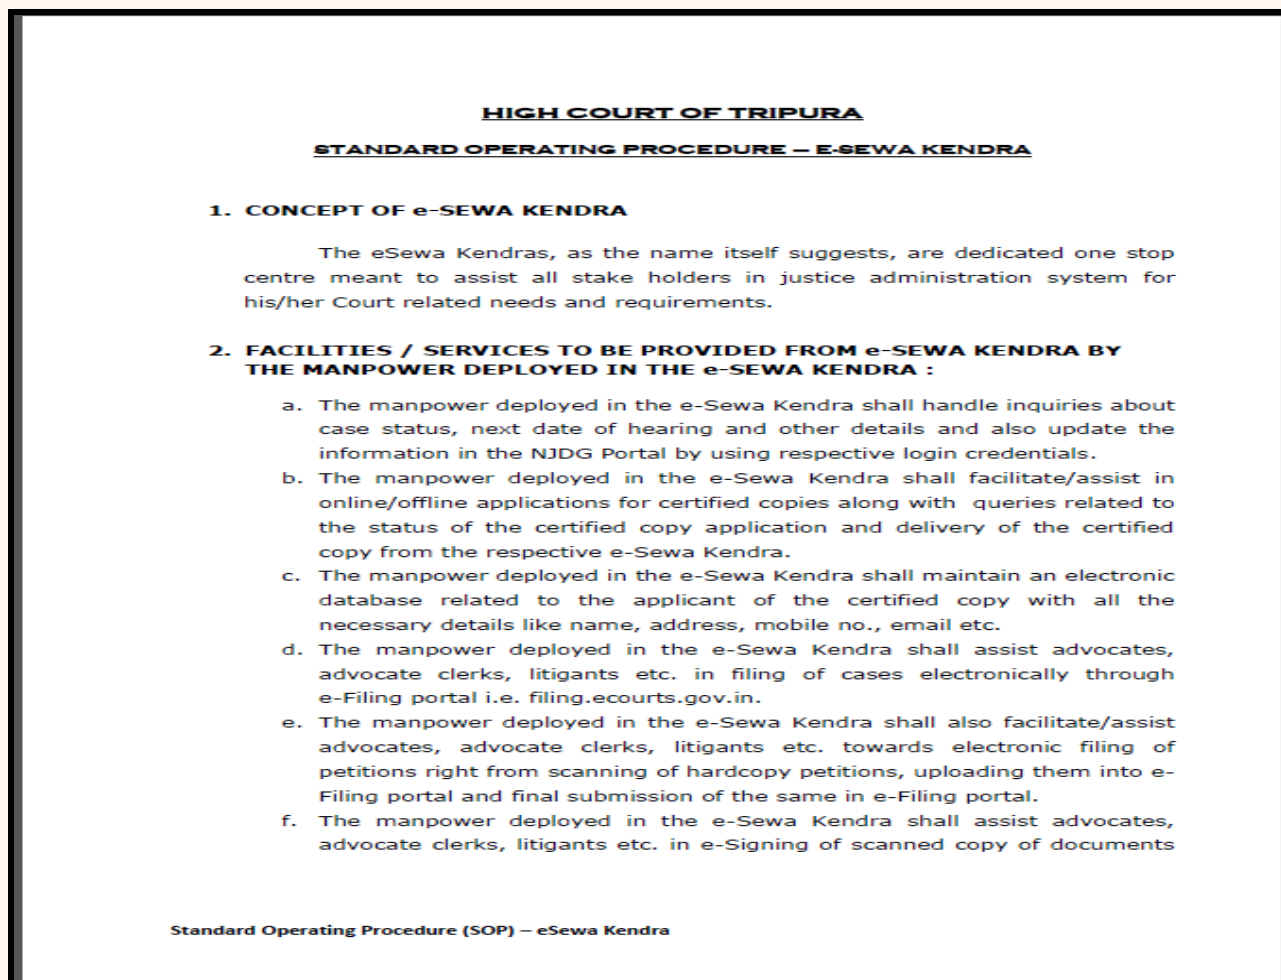 HIGH COURT OF TRIPURA
STANDARD OPERATING PROCEDURE – E-SEWA KENDRA
1. CONCEPT OF e-SEWA KENDRA
The eSewa Kendras, as the name itself suggests, are dedicated one stop
centre meant to assist all stake holders in justice administration system for
his/her Court related needs and requirements.
2. FACILITIES / SERVICES TO BE PROVIDED FROM e-SEWA KENDRA BY
THE MANPOWER DEPLOYED IN THE e-SEWA KENDRA :
a. The manpower deployed in the e-Sewa Kendra shall handle inquiries about
case status, next date of hearing and other details and also update the
information in the NJDG Portal by using respective login credentials.
b. The manpower deployed in the e-Sewa Kendra shall facilitate/assist in
online/offline applications for certified copies along with queries related to
the status of the certified copy application and delivery of the certified
copy from the respective e-Sewa Kendra.
c. The manpower deployed in the e-Sewa Kendra shall maintain an electronic
database related to the applicant of the certified copy with all the
necessary details like name, address, mobile no., email etc.
d. The manpower deployed in the e-Sewa Kendra shall assist advocates,
advocate clerks, litigants etc. in filing of cases electronically through
e-Filing portal i.e. filing.ecourts.gov.in.
e. The manpower deployed in the e-Sewa Kendra shall also facilitate/assist
advocates, advocate clerks, litigants etc. towards electronic filing of
petitions right from scanning of hardcopy petitions, uploading them into e-
Filing portal and final submission of the same in e-Filing portal.
f. The manpower deployed in the e-Sewa Kendra shall assist advocates,
advocate clerks, litigants etc. in e-Signing of scanned copy of documents
Standard Operating Procedure (SOP) – eSewa Kendra